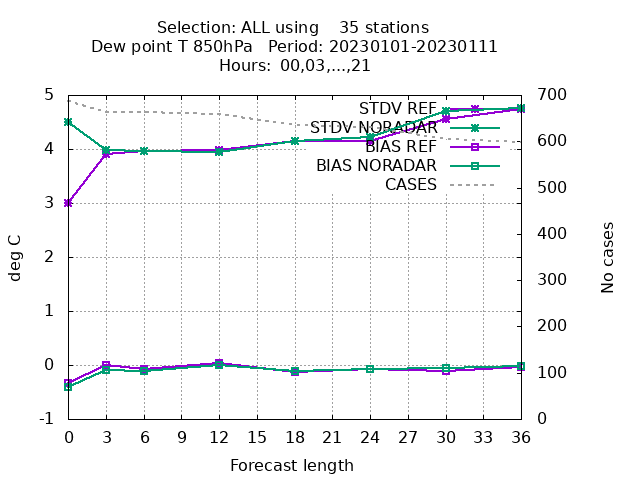 Selection: ALL using    35 stations
Dew point T 850hPa   Period: 20230101-20230111
Hours: 00,03,...,21
5
4
3
2
1
0
-1
deg C
700
600
500
400
300
200
100
0
No cases
STDV REF
STDV NORADAR
BIAS REF
BIAS NORADAR
CASES
0 3 6 9 12 15 18 21 24 27 30 33 36
Forecast length